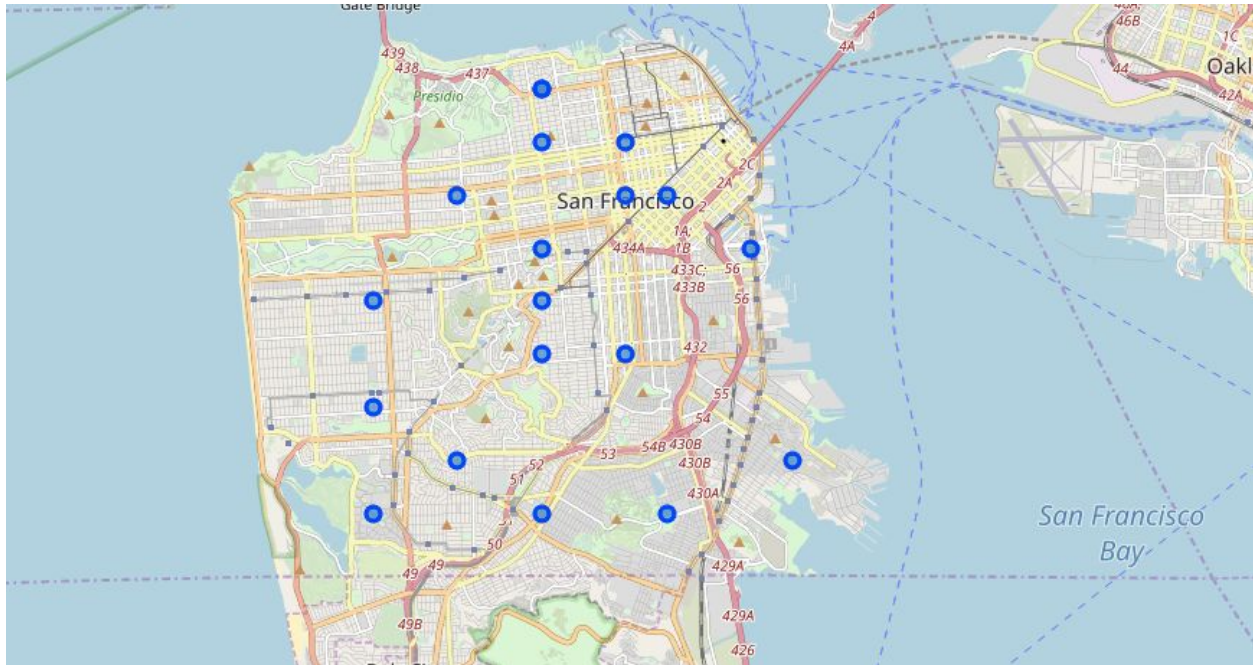 Gate Bridge
48A;
46B
4
4A
1C
439
438
437
44
Oakl
Presidio
42A
2C
2A
San Francisco
2
1A;
1B
434A
433C;
433B
56
56
432
55
54
54B
430B
53
52
430B
51
430A
50
San Francisco
Bay
49
49
429A
49B
429A
426